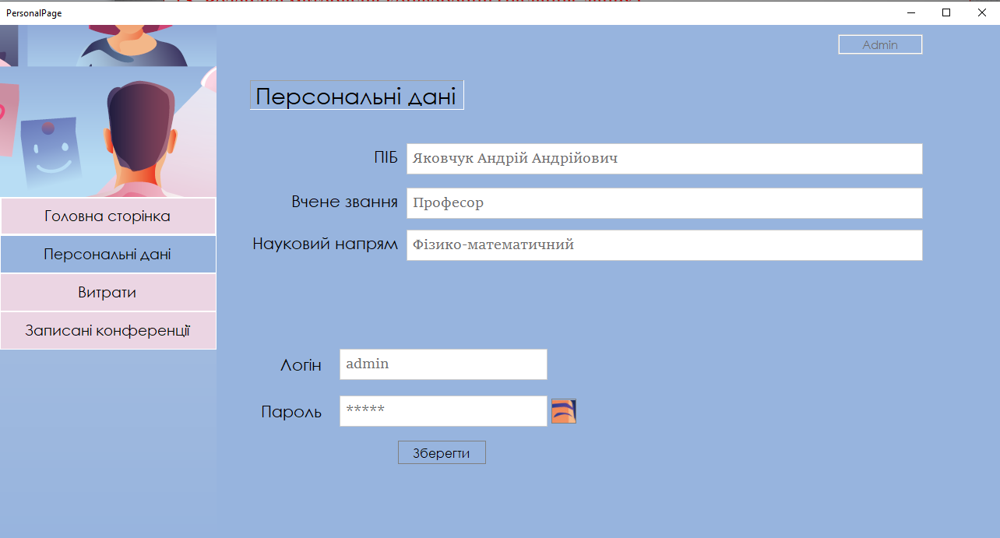 PersonalPage
Admin
Персональні дані
ПІБ
Яковчук Андрій Андрійович
Вчене звання
Професор
Науковий напрям
Фізико-математичний
Головна сторінка
Персональні дані
Витрати
Записані конференції
Логін
admin
Пароль
*****
Зберегти